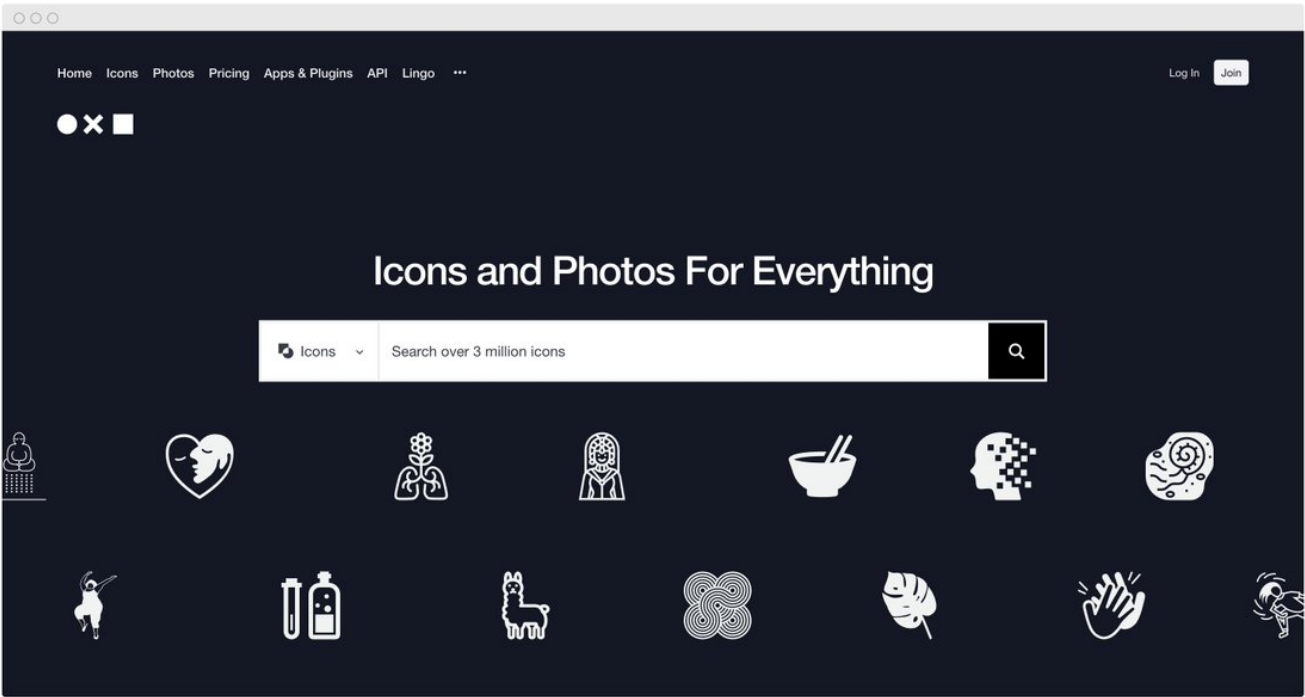 Home Icons Photos Pricing Apps & Plugins API Lingo ••• Log In Join
Icons and Photos For Everything
Icons Search over 3 million icons